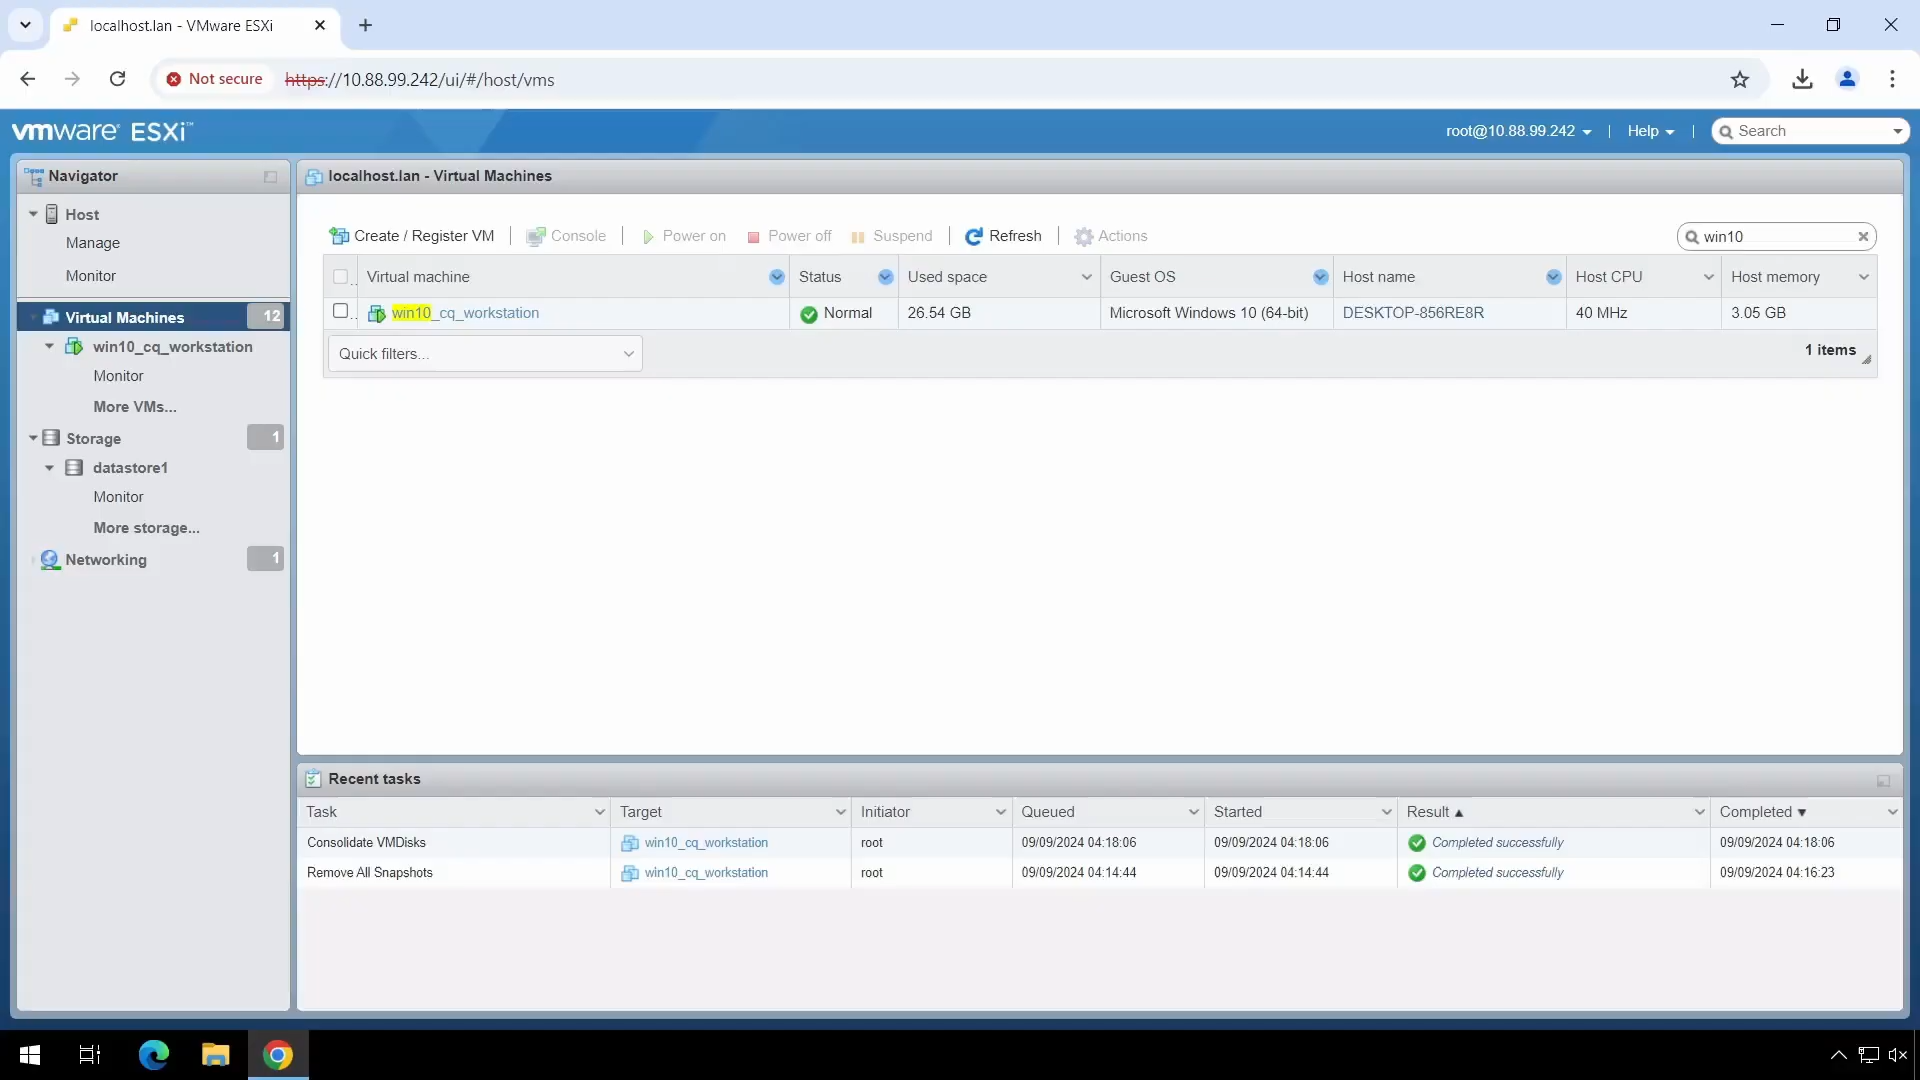 localhost.lan - VMware ESXi
Not secure
https://10.88.99.242/ui/#/host/vms
vmware ESXi™
root@10.88.99.242 | Help | Search
Navigator
Host
Manage
Monitor
Virtual Machines 12
win10_cq_workstation
Monitor
More VMs...
Storage 1
datastore1
Monitor
More storage...
Networking 1
localhost.lan - Virtual Machines
Create / Register VM | Console | Power on Power off Suspend | Refresh | Actions
win10
Virtual machine Status Used space Guest OS Host name Host CPU Host memory
win10_cq_workstation Normal 26.54 GB Microsoft Windows 10 (64-bit) DESKTOP-856RE8R 40 MHz 3.05 GB
Quick filters...
1 items
Recent tasks
Task Target Initiator Queued Started Result ▲ Completed ▼
Consolidate VMDisks win10_cq_workstation root 09/09/2024 04:18:06 09/09/2024 04:18:06 Completed successfully 09/09/2024 04:18:06
Remove All Snapshots win10_cq_workstation root 09/09/2024 04:14:44 09/09/2024 04:14:44 Completed successfully 09/09/2024 04:16:23